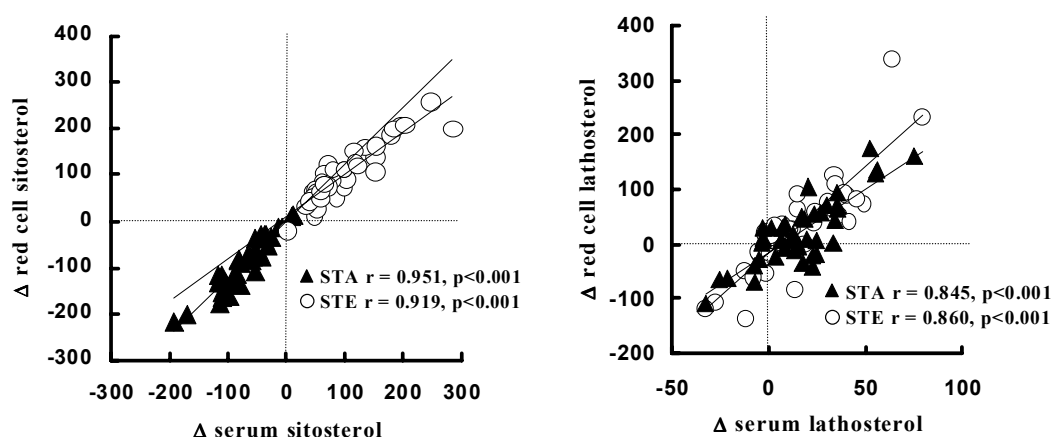 400
300
200
100
0
-100
-200
-300
-300 -200 -100 0 100 200 300
Δ red cell sitosterol
Δ serum sitosterol
STA r = 0.951, p<0.001
STE r = 0.919, p<0.001
400
300
200
100
0
-100
-200
-50 0 50 100
Δ red cell lathosterol
Δ serum lathosterol
STA r = 0.845, p<0.001
STE r = 0.860, p<0.001